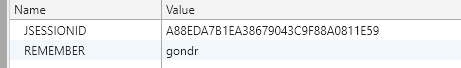 Name Value
JSESSIONID A88EDA7B1EA38679043C9F88A0811E59
REMEMBER gondr